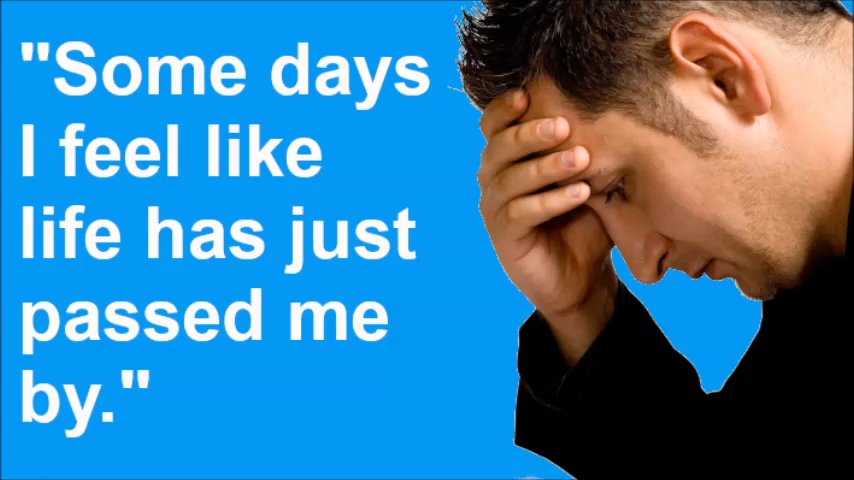 "Some days
I feel like
life has just
passed me
by."